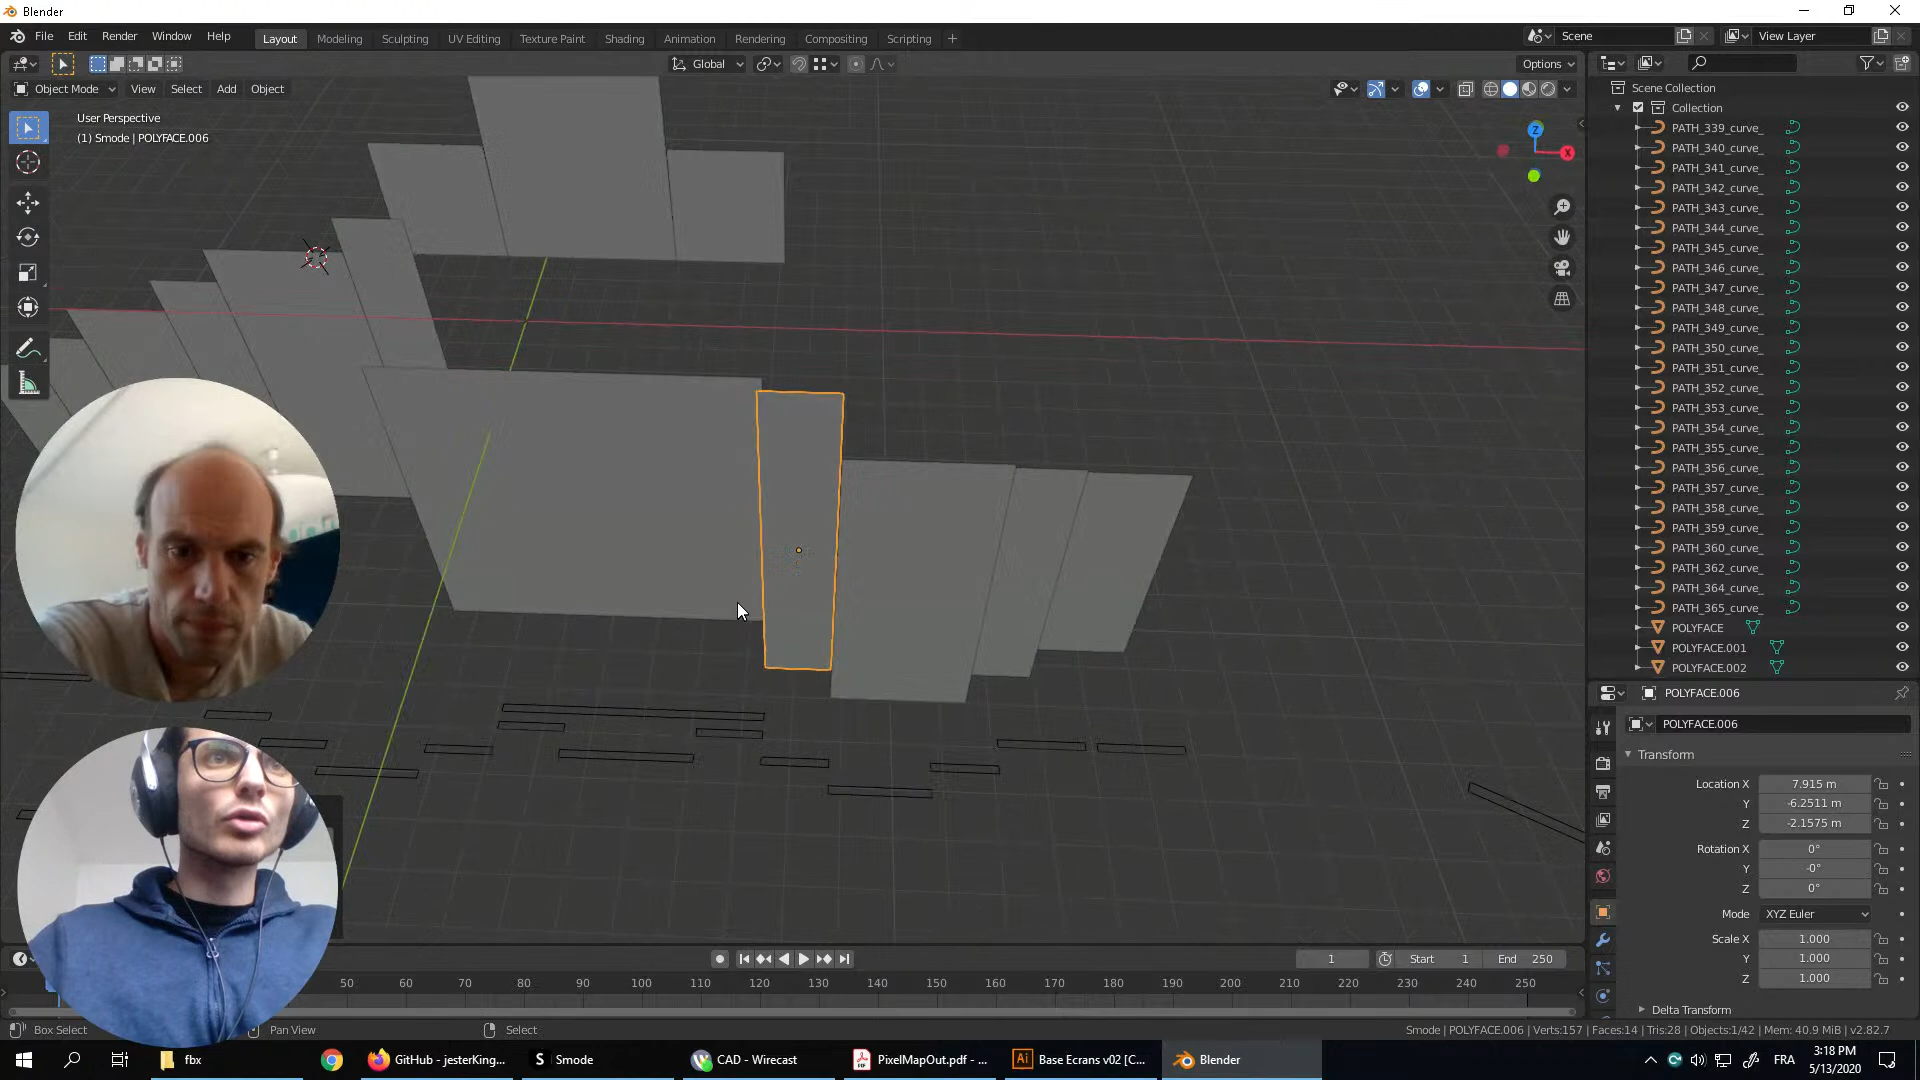 Blender
File Edit Render Window Help
Layout Modeling Sculpting UV Editing Texture Paint Shading Animation Rendering Compositing Scripting +
Scene
View Layer
Global
Options
Object Mode View Select Add Object
User Perspective
(1) Smode | POLYFACE.006
Z
X
Scene Collection
Collection
PATH_339_curve_
PATH_340_curve_
PATH_341_curve_
PATH_342_curve_
PATH_343_curve_
PATH_344_curve_
PATH_345_curve_
PATH_346_curve_
PATH_347_curve_
PATH_348_curve_
PATH_349_curve_
PATH_350_curve_
PATH_351_curve_
PATH_352_curve_
PATH_353_curve_
PATH_354_curve_
PATH_355_curve_
PATH_356_curve_
PATH_357_curve_
PATH_358_curve_
PATH_359_curve_
PATH_360_curve_
PATH_362_curve_
PATH_364_curve_
PATH_365_curve_
POLYFACE
POLYFACE.001
POLYFACE.002
POLYFACE.006
POLYFACE.006
Transform
Location X 7.915 m
Y -6.2511 m
Z -2.1575 m
Rotation X 0°
Y -0°
Z 0°
Mode XYZ Euler
Scale X 1.000
Y 1.000
Z 1.000
Delta Transform
1 Start 1 End 250
50 60 70 80 90 100 110 120 130 140 150 160 170 180 190 200 210 220 230 240 250
Box Select Pan View Select
Smode | POLYFACE.006 | Verts:157 | Faces:14 | Tris:28 | Objects:1/42 | Mem: 40.9 MiB | v2.82.7
fbx
GitHub - jesterKing...
S Smode
CAD - Wirecast
PixelMapOut.pdf - ...
Ai Base Ecrans v02 [C...
Blender
FRA
3:18 PM
5/13/2020